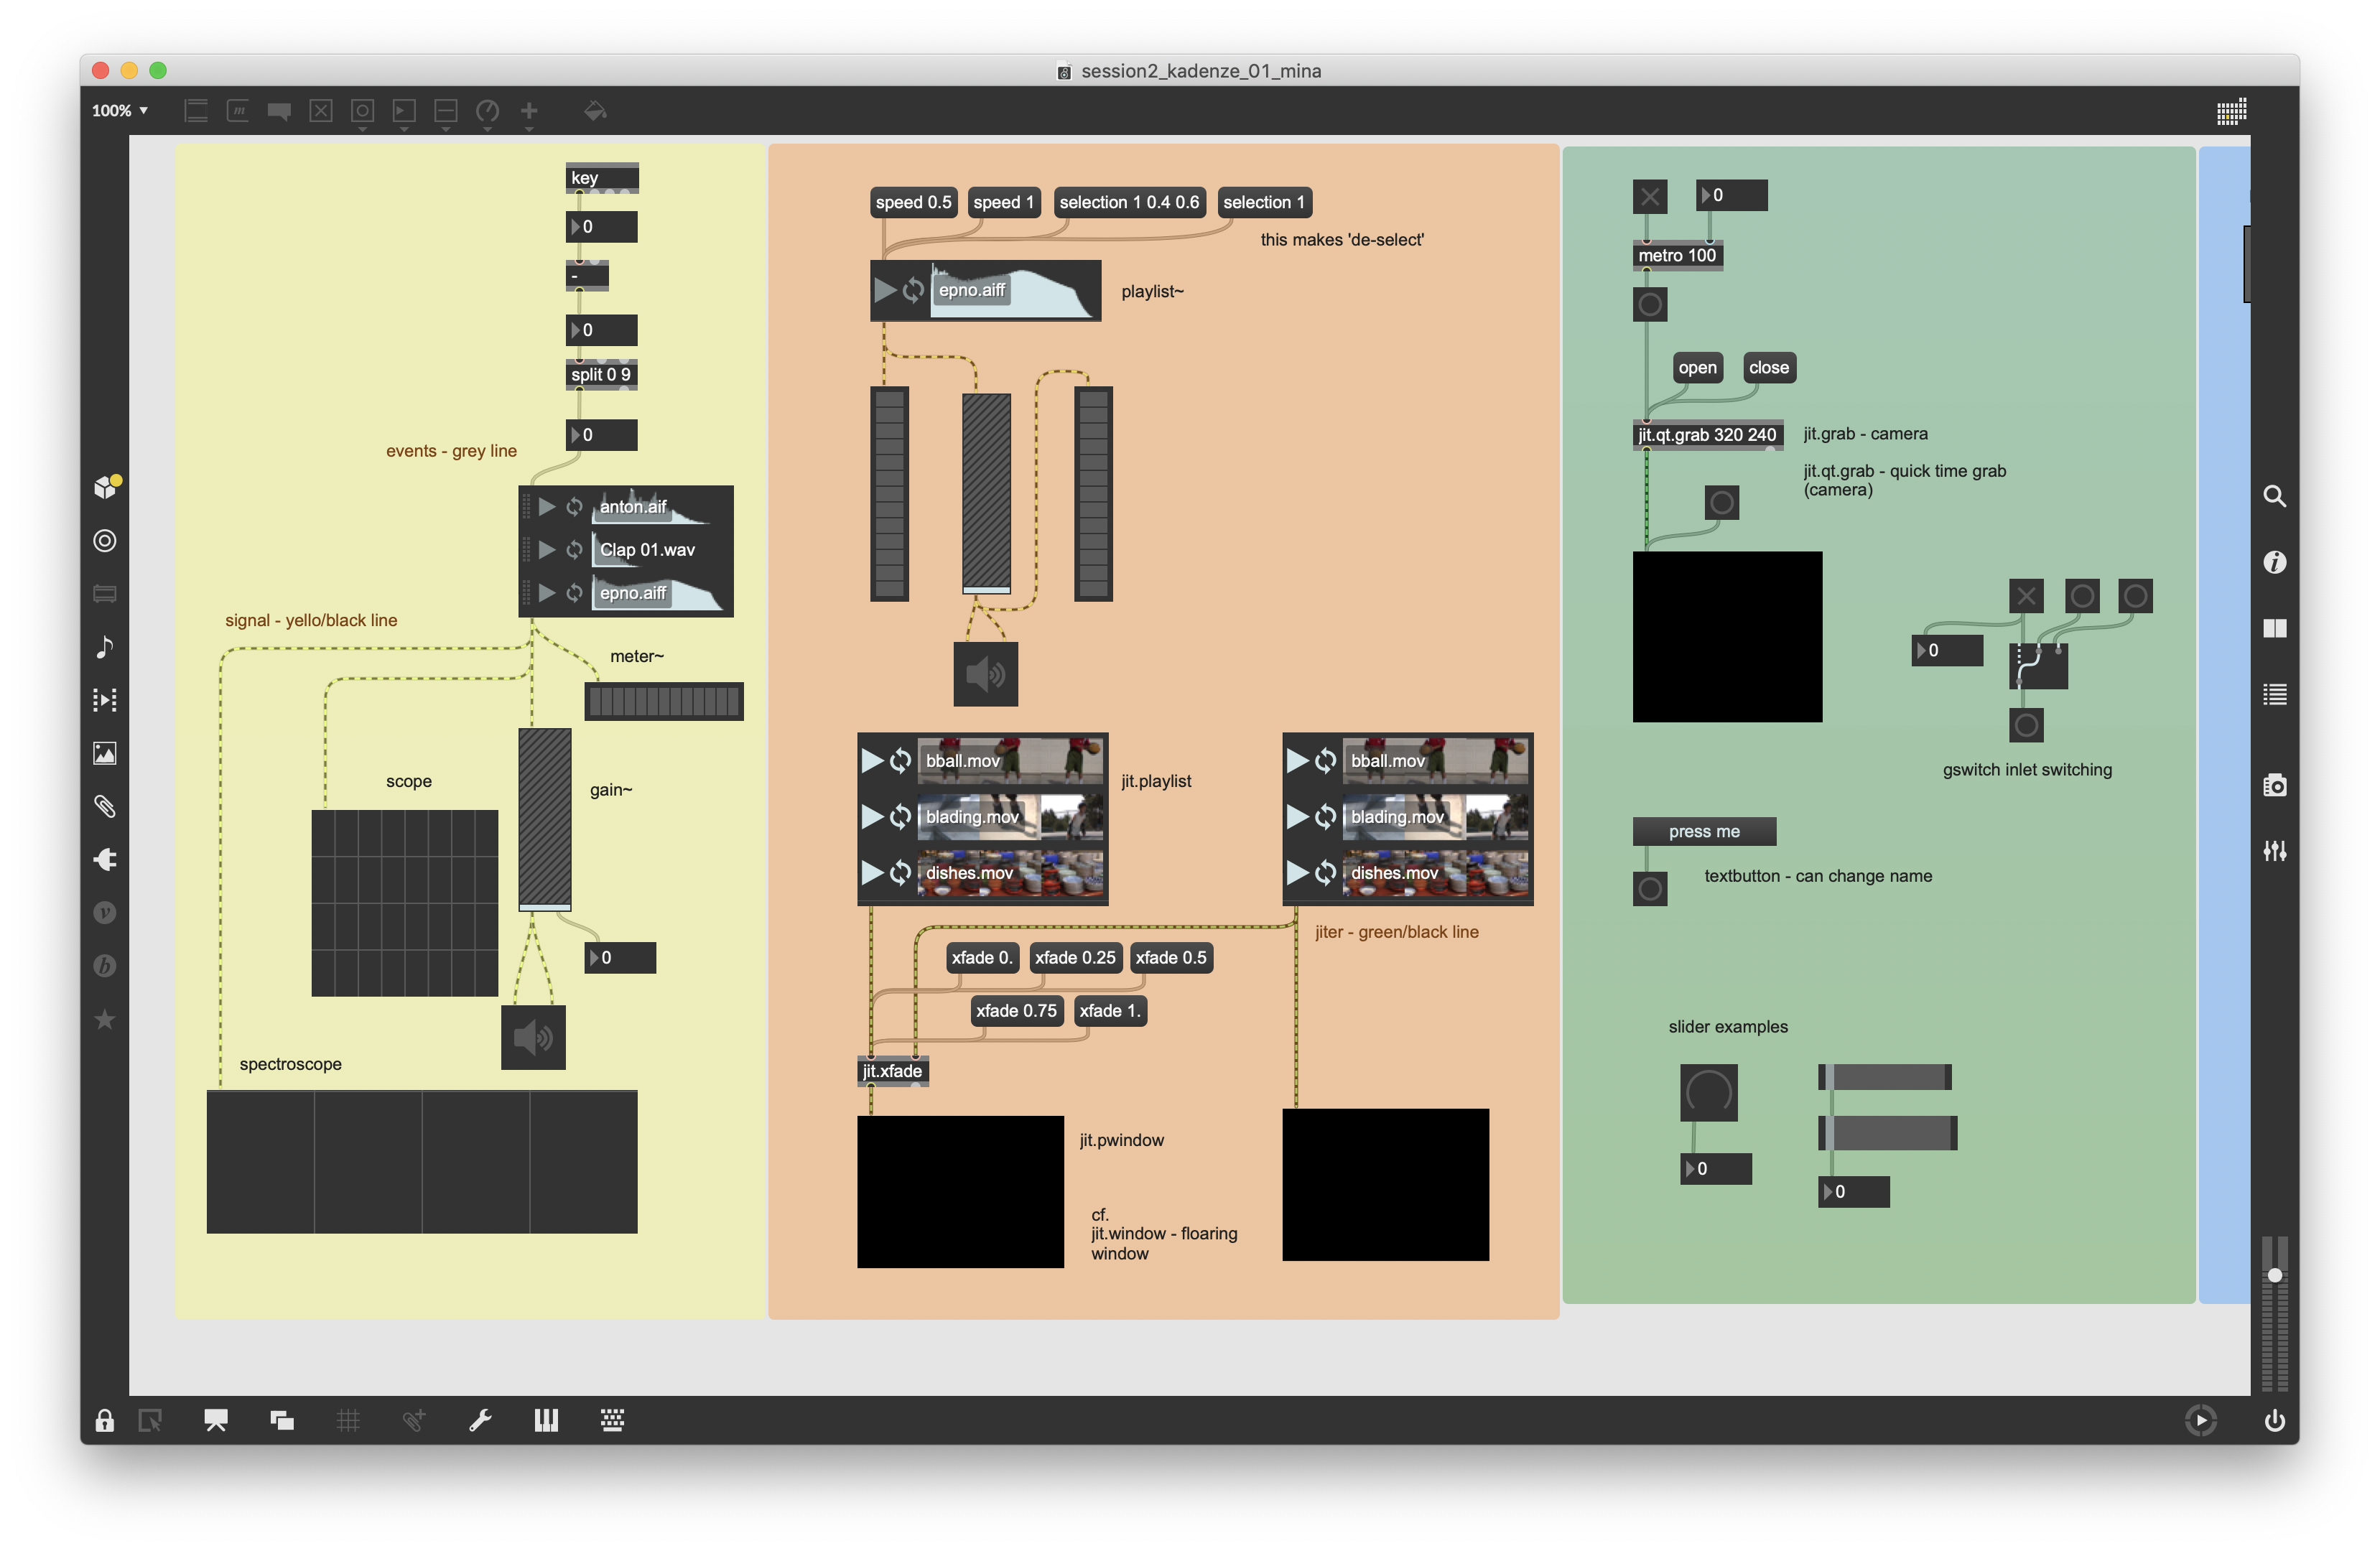 session2_kadenze_01_mina
100%
key
0
-
0
split 0 9
0
events - grey line
anton.aif
Clap 01.wav
epno.aiff
signal - yello/black line
meter~
scope
gain~
0
spectroscope
speed 0.5
speed 1
selection 1 0.4 0.6
selection 1
this makes 'de-select'
epno.aiff
playlist~
bball.mov
blading.mov
dishes.mov
jit.playlist
bball.mov
blading.mov
dishes.mov
jiter - green/black line
xfade 0.
xfade 0.25
xfade 0.5
xfade 0.75
xfade 1.
jit.xfade
jit.pwindow
cf.
jit.window - floaring
window
0
metro 100
open
close
jit.qt.grab 320 240
jit.grab - camera
jit.qt.grab - quick time grab
(camera)
0
gswitch inlet switching
press me
textbutton - can change name
slider examples
0
0